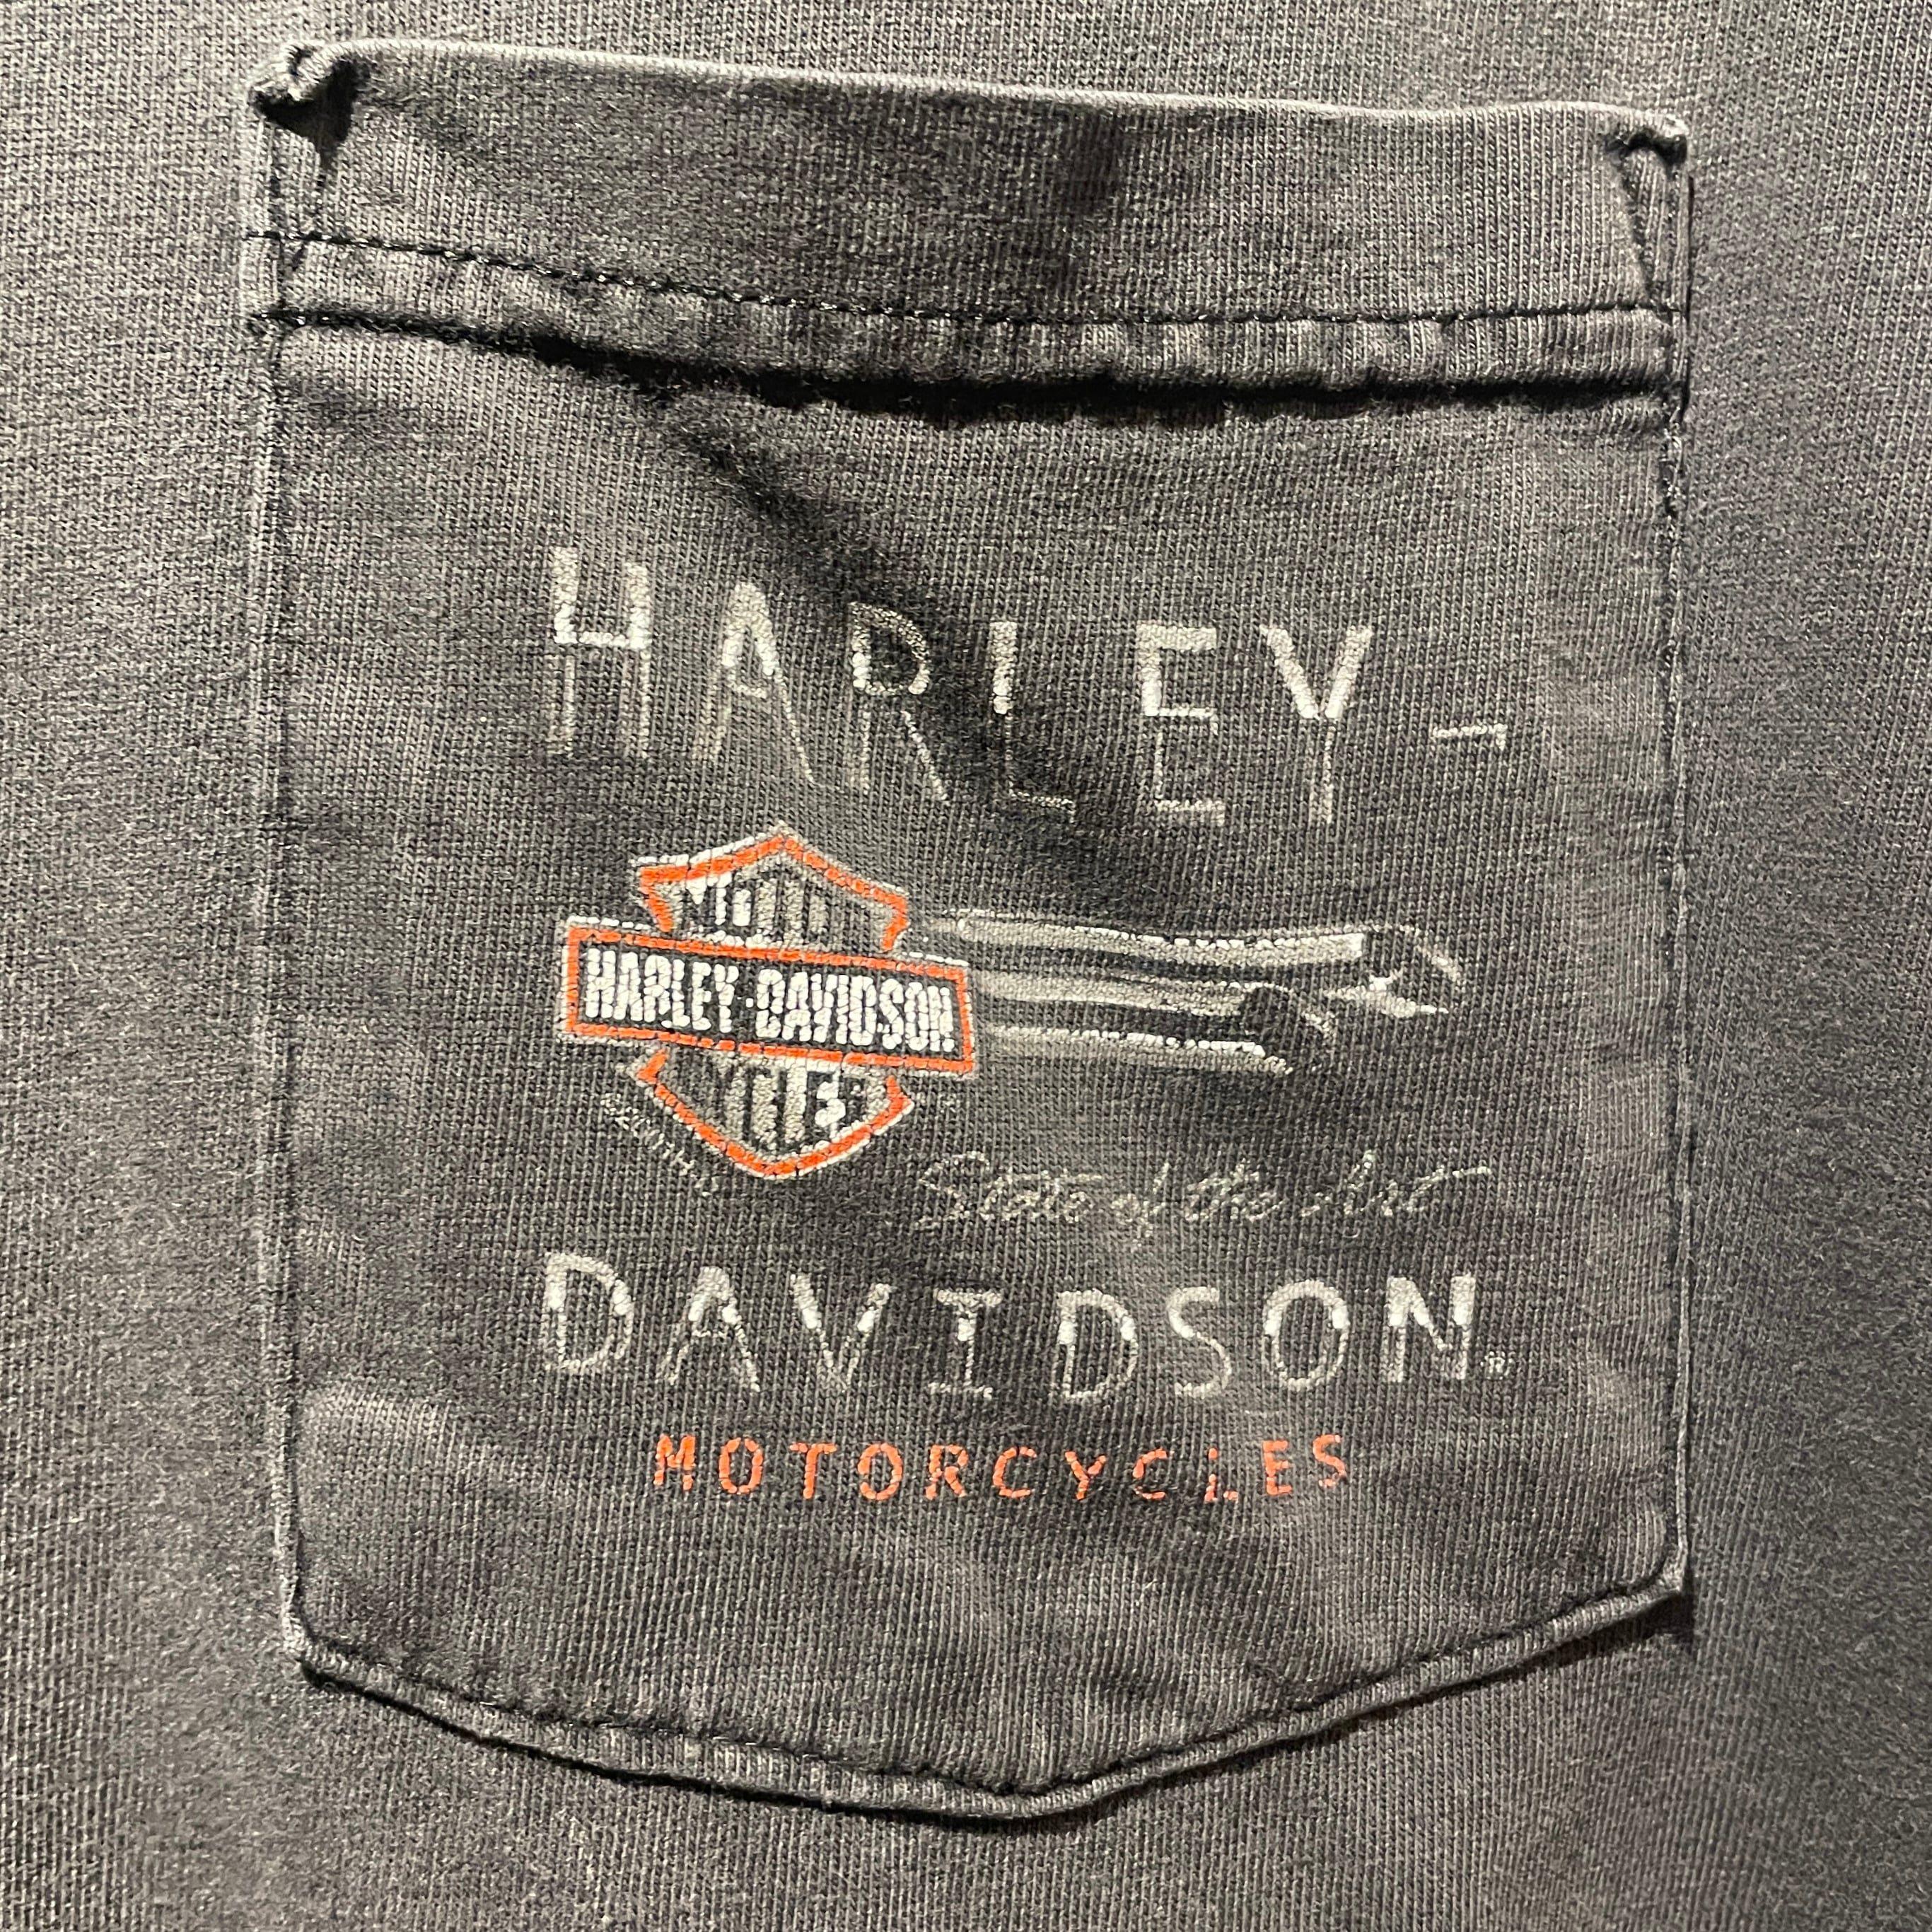 HARLEY-
MOTOR
HARLEY-DAVIDSON
CYCLES
State of the Art
DAVIDSON®
MOTORCYCLES